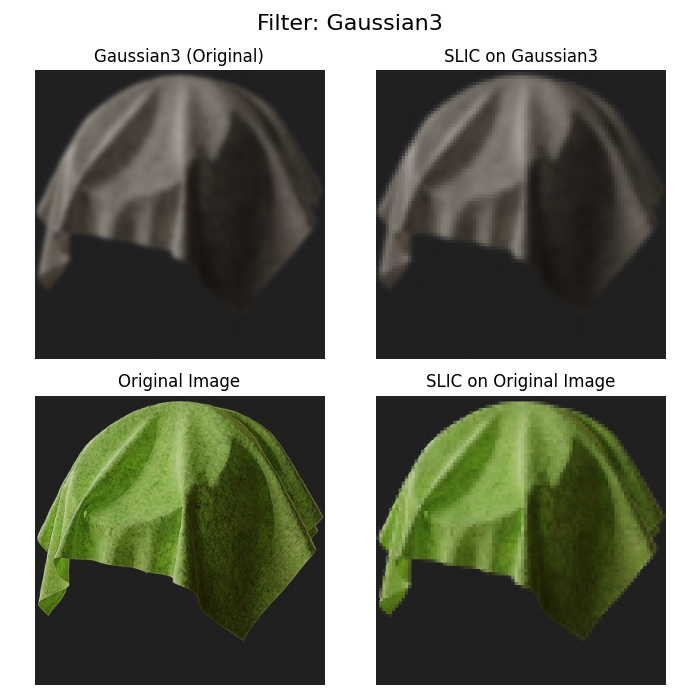 Filter: Gaussian3
Gaussian3 (Original)
SLIC on Gaussian3
Original Image
SLIC on Original Image